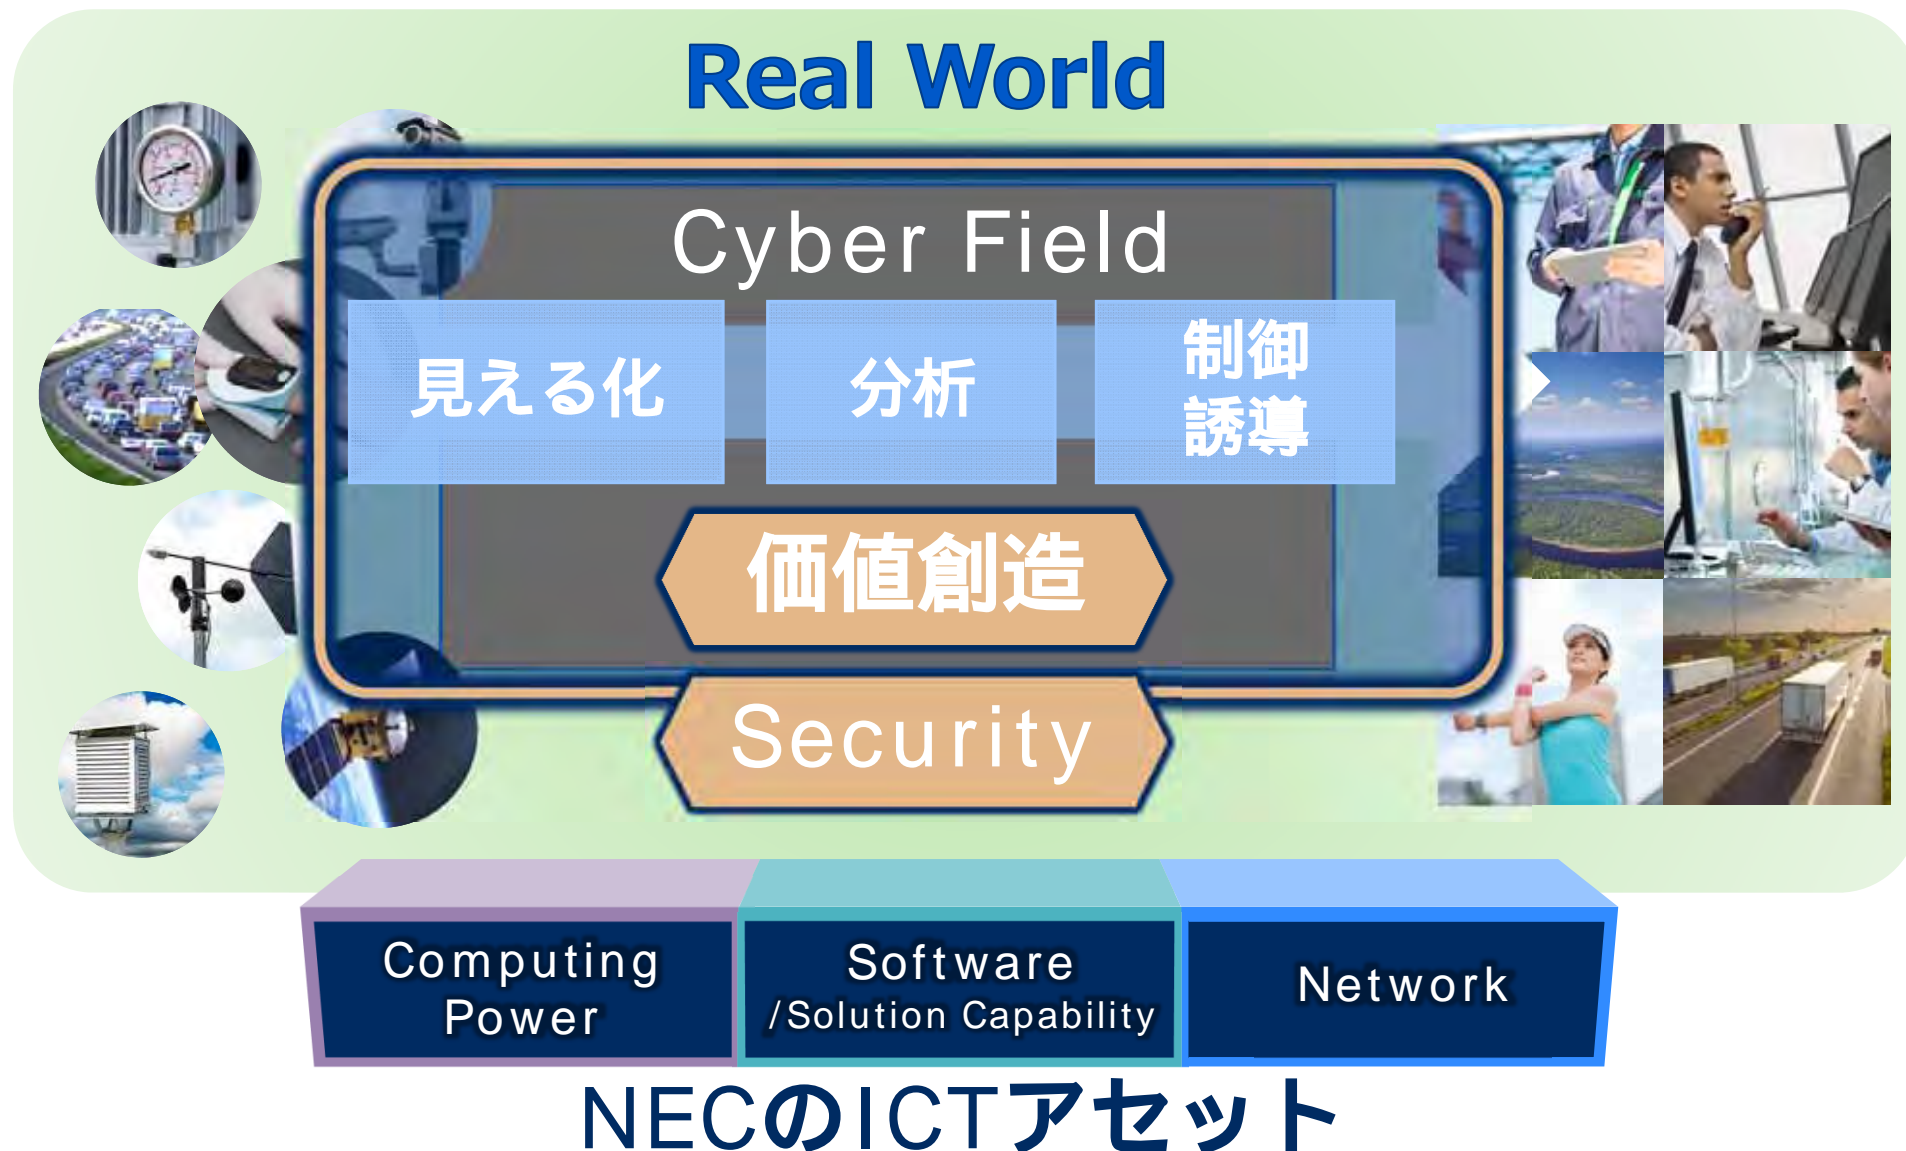 Real World
Cyber Field
見える化
分析
制御
誘導
価値創造
Security
Computing
Power
Software
/Solution Capability
Network
NECのICTアセット